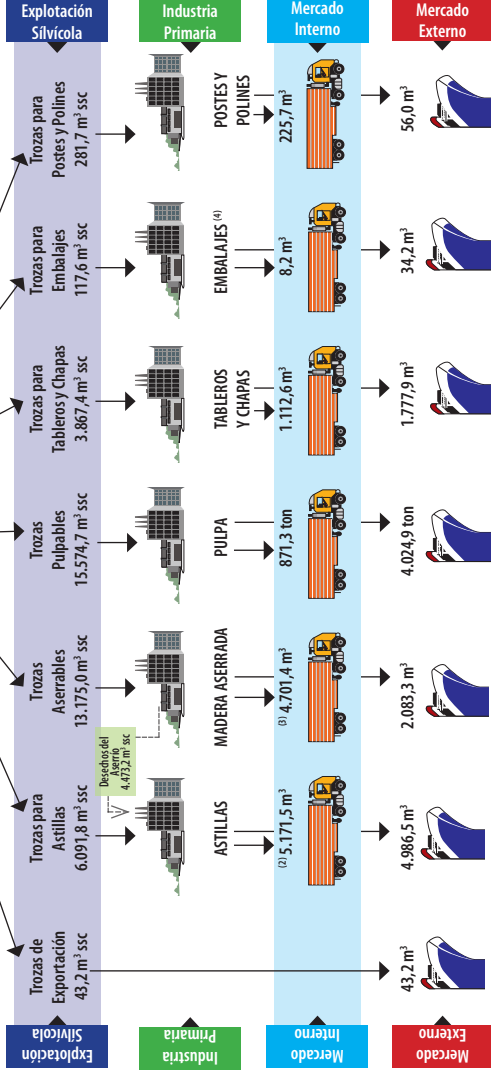 Explotación
Silvícola
Trozas de
Exportación
43,2 m³ ssc
Trozas para
Astillas
6.091,8 m³ ssc
Trozas
Aserrables
13.175,0 m³ ssc
Trozas
Pulpables
15.574,7 m³ ssc
Trozas para
Tableros y Chapas
3.867,4 m³ ssc
Trozas para
Embalajes
117,6 m³ ssc
Trozas para
Postes y Polines
281,7 m³ ssc
Explotación
Silvícola
Industria
Primaria
Desechos del
Aserrio
4.473,2 m³ ssc
Industria
Primaria
ASTILLAS
MADERA ASERRADA
PULPA
TABLEROS
Y CHAPAS
EMBALAJES (4)
POSTES Y
POLINES
Mercado
Interno
(2) 5.171,5 m³
(3) 4.701,4 m³
871,3 ton
1.112,6 m³
8,2 m³
225,7 m³
Mercado
Interno
Mercado
Externo
43,2 m³
4.986,5 m³
2.083,3 m³
4.024,9 ton
1.777,9 m³
34,2 m³
56,0 m³
Mercado
Externo